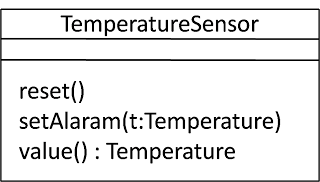 TemperatureSensor
reset()
setAlaram(t:Temperature)
value() : Temperature